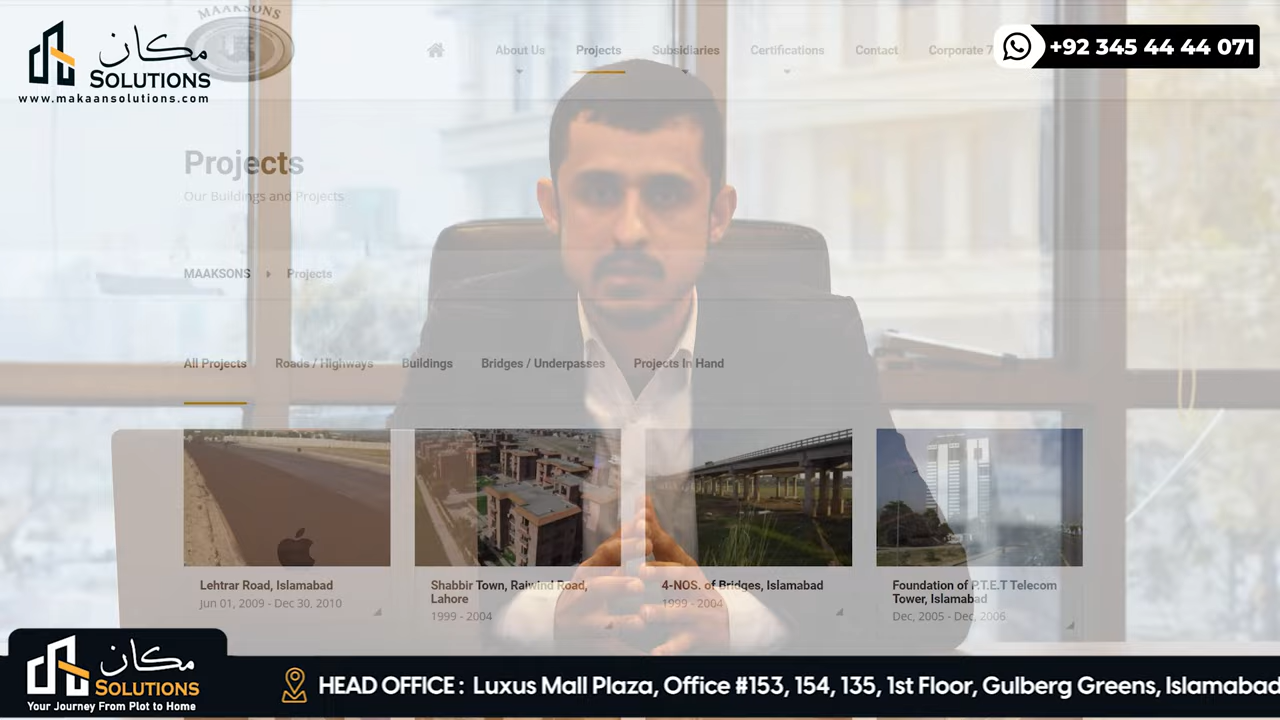 MAAKSONS
مکان
SOLUTIONS
www.makaansolutions.com
About Us
Projects
Subsidiaries
Certifications
Contact
Corporate 7
+92 345 44 44 071
Projects
Our Buildings and Projects
MAAKSONS
Projects
All Projects
Roads / Highways
Buildings
Bridges / Underpasses
Projects In Hand
Lehtrar Road, Islamabad
Jun 01, 2009 - Dec 30, 2010
Shabbir Town, Raiwind Road,
Lahore
1999 - 2004
4-NOS. of Bridges, Islamabad
1999 - 2004
Foundation of P.T.E.T Telecom
Tower, Islamabad
Dec, 2005 - Dec, 2006
مکان
SOLUTIONS
Your Journey From Plot to Home
HEAD OFFICE : Luxus Mall Plaza, Office #153, 154, 135, 1st Floor, Gulberg Greens, Islamabad